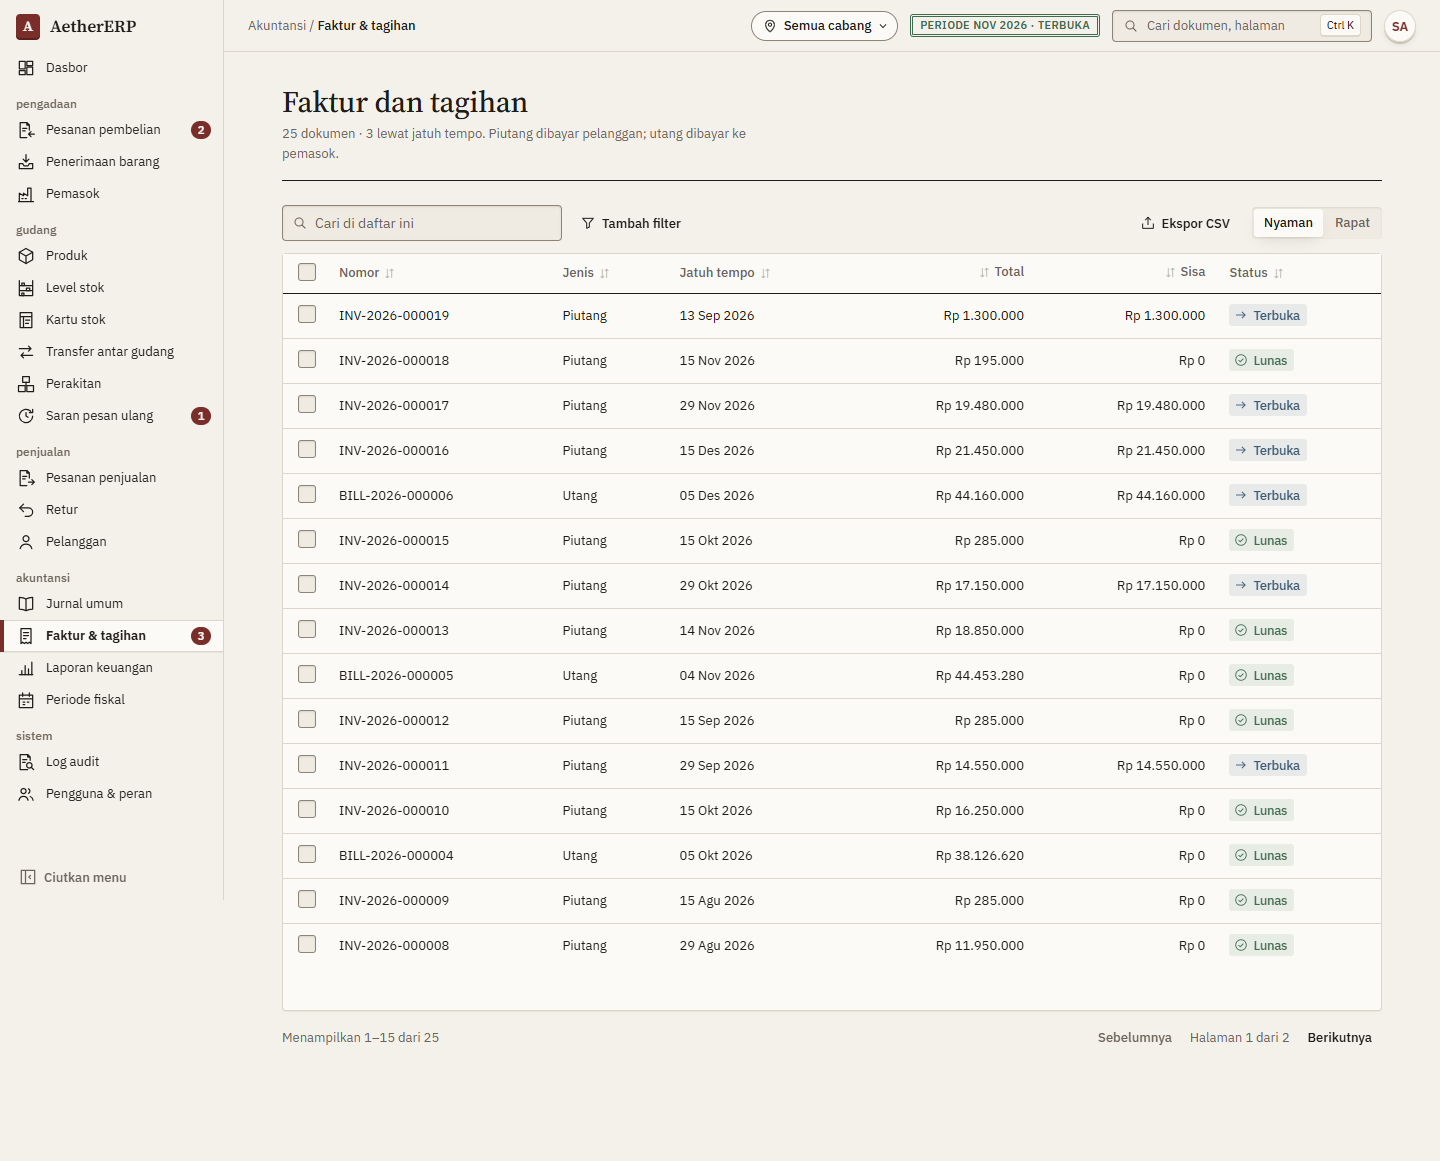 A AetherERP
Akuntansi / Faktur & tagihan
Semua cabang
PERIODE NOV 2026 · TERBUKA
Cari dokumen, halaman
Ctrl K
SA
Dasbor
pengadaan
Pesanan pembelian 2
Penerimaan barang
Pemasok
gudang
Produk
Level stok
Kartu stok
Transfer antar gudang
Perakitan
Saran pesan ulang 1
penjualan
Pesanan penjualan
Retur
Pelanggan
akuntansi
Jurnal umum
Faktur & tagihan 3
Laporan keuangan
Periode fiskal
sistem
Log audit
Pengguna & peran
Ciutkan menu
Faktur dan tagihan
25 dokumen · 3 lewat jatuh tempo. Piutang dibayar pelanggan; utang dibayar ke
pemasok.
Cari di daftar ini
Tambah filter
Ekspor CSV
Nyaman
Rapat
Nomor Jenis Jatuh tempo Total Sisa Status
INV-2026-000019 Piutang 13 Sep 2026 Rp 1.300.000 Rp 1.300.000 Terbuka
INV-2026-000018 Piutang 15 Nov 2026 Rp 195.000 Rp 0 Lunas
INV-2026-000017 Piutang 29 Nov 2026 Rp 19.480.000 Rp 19.480.000 Terbuka
INV-2026-000016 Piutang 15 Des 2026 Rp 21.450.000 Rp 21.450.000 Terbuka
BILL-2026-000006 Utang 05 Des 2026 Rp 44.160.000 Rp 44.160.000 Terbuka
INV-2026-000015 Piutang 15 Okt 2026 Rp 285.000 Rp 0 Lunas
INV-2026-000014 Piutang 29 Okt 2026 Rp 17.150.000 Rp 17.150.000 Terbuka
INV-2026-000013 Piutang 14 Nov 2026 Rp 18.850.000 Rp 0 Lunas
BILL-2026-000005 Utang 04 Nov 2026 Rp 44.453.280 Rp 0 Lunas
INV-2026-000012 Piutang 15 Sep 2026 Rp 285.000 Rp 0 Lunas
INV-2026-000011 Piutang 29 Sep 2026 Rp 14.550.000 Rp 14.550.000 Terbuka
INV-2026-000010 Piutang 15 Okt 2026 Rp 16.250.000 Rp 0 Lunas
BILL-2026-000004 Utang 05 Okt 2026 Rp 38.126.620 Rp 0 Lunas
INV-2026-000009 Piutang 15 Agu 2026 Rp 285.000 Rp 0 Lunas
INV-2026-000008 Piutang 29 Agu 2026 Rp 11.950.000 Rp 0 Lunas
Menampilkan 1–15 dari 25
Sebelumnya Halaman 1 dari 2 Berikutnya